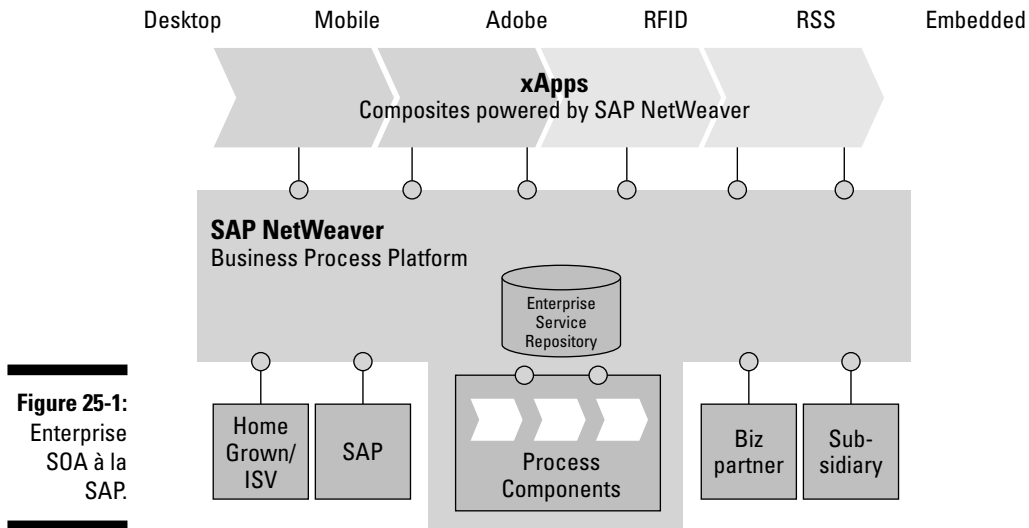 Desktop Mobile Adobe RFID RSS Embedded
xApps
Composites powered by SAP NetWeaver
SAP NetWeaver
Business Process Platform
Enterprise
Service
Repository
Figure 25-1:
Enterprise
SOA à la
SAP.
Home
Grown/
ISV
SAP
Process
Components
Biz
partner
Sub-
sidiary